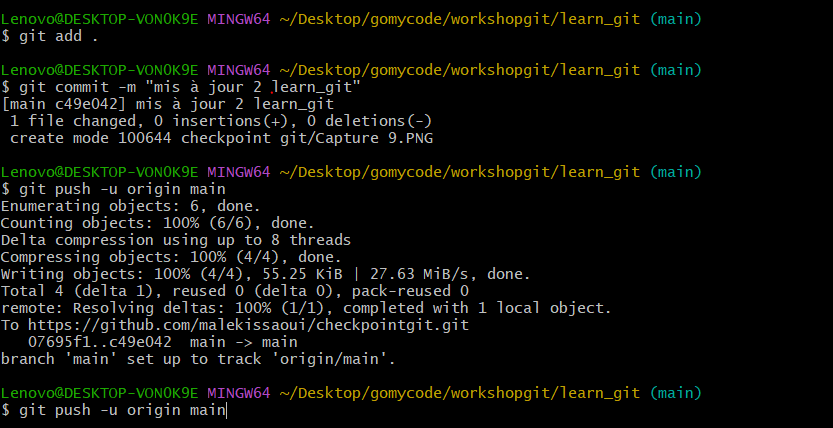 Lenovo@DESKTOP-VON0K9E MINGW64 ~/Desktop/gomycode/workshopgit/learn_git (main)
$ git add .
Lenovo@DESKTOP-VON0K9E MINGW64 ~/Desktop/gomycode/workshopgit/learn_git (main)
$ git commit -m "mis à jour 2 learn_git"
[main c49e042] mis à jour 2 learn_git
 1 file changed, 0 insertions(+), 0 deletions(-)
 create mode 100644 checkpoint git/Capture 9.PNG
Lenovo@DESKTOP-VON0K9E MINGW64 ~/Desktop/gomycode/workshopgit/learn_git (main)
$ git push -u origin main
Enumerating objects: 6, done.
Counting objects: 100% (6/6), done.
Delta compression using up to 8 threads
Compressing objects: 100% (4/4), done.
Writing objects: 100% (4/4), 55.25 KiB | 27.63 MiB/s, done.
Total 4 (delta 1), reused 0 (delta 0), pack-reused 0
remote: Resolving deltas: 100% (1/1), completed with 1 local object.
To https://github.com/malekissaoui/checkpointgit.git
   07695f1..c49e042  main -> main
branch 'main' set up to track 'origin/main'.
Lenovo@DESKTOP-VON0K9E MINGW64 ~/Desktop/gomycode/workshopgit/learn_git (main)
$ git push -u origin main